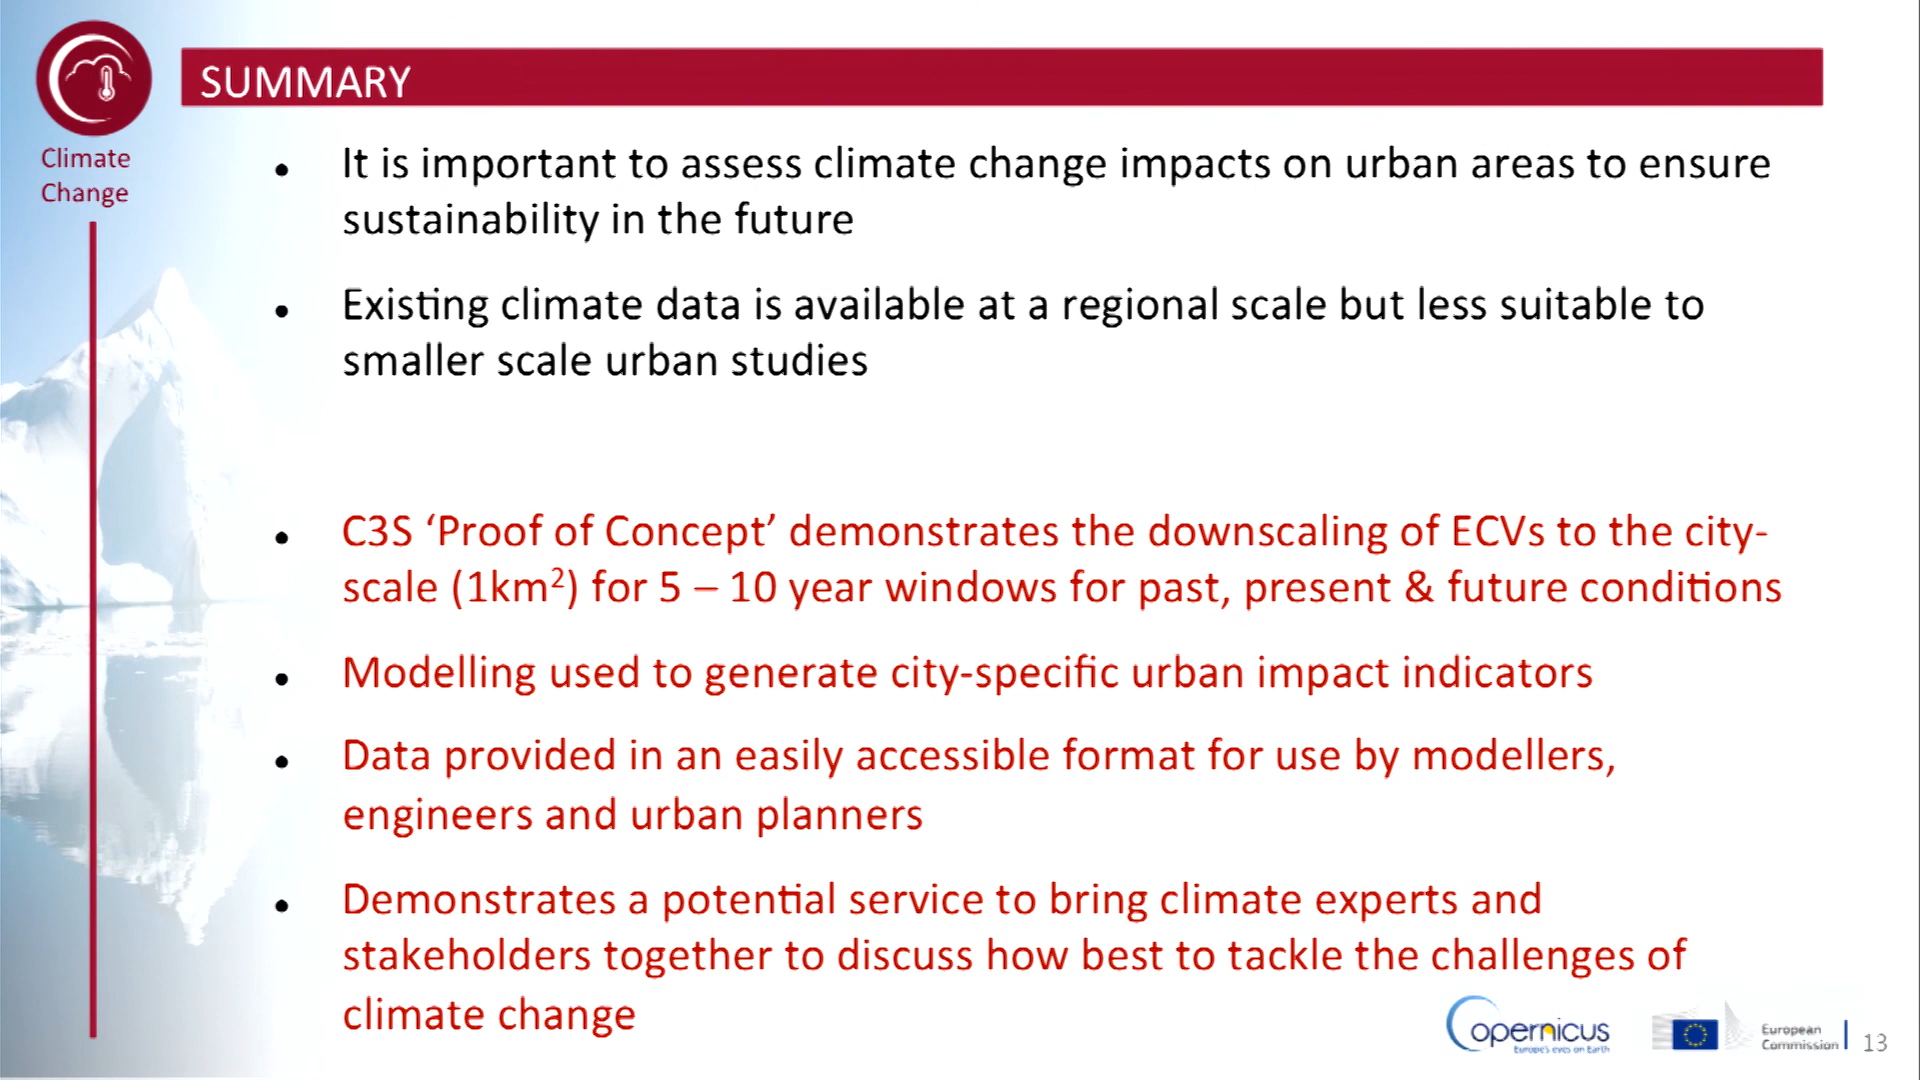 SUMMARY
Climate
Change
• It is important to assess climate change impacts on urban areas to ensure
sustainability in the future
• Existing climate data is available at a regional scale but less suitable to
smaller scale urban studies
• C3S ‘Proof of Concept’ demonstrates the downscaling of ECVs to the city-
scale (1km²) for 5 – 10 year windows for past, present & future conditions
• Modelling used to generate city-specific urban impact indicators
• Data provided in an easily accessible format for use by modellers,
engineers and urban planners
• Demonstrates a potential service to bring climate experts and
stakeholders together to discuss how best to tackle the challenges of
climate change
Copernicus
Europe's eyes on Earth
European
Commission
13